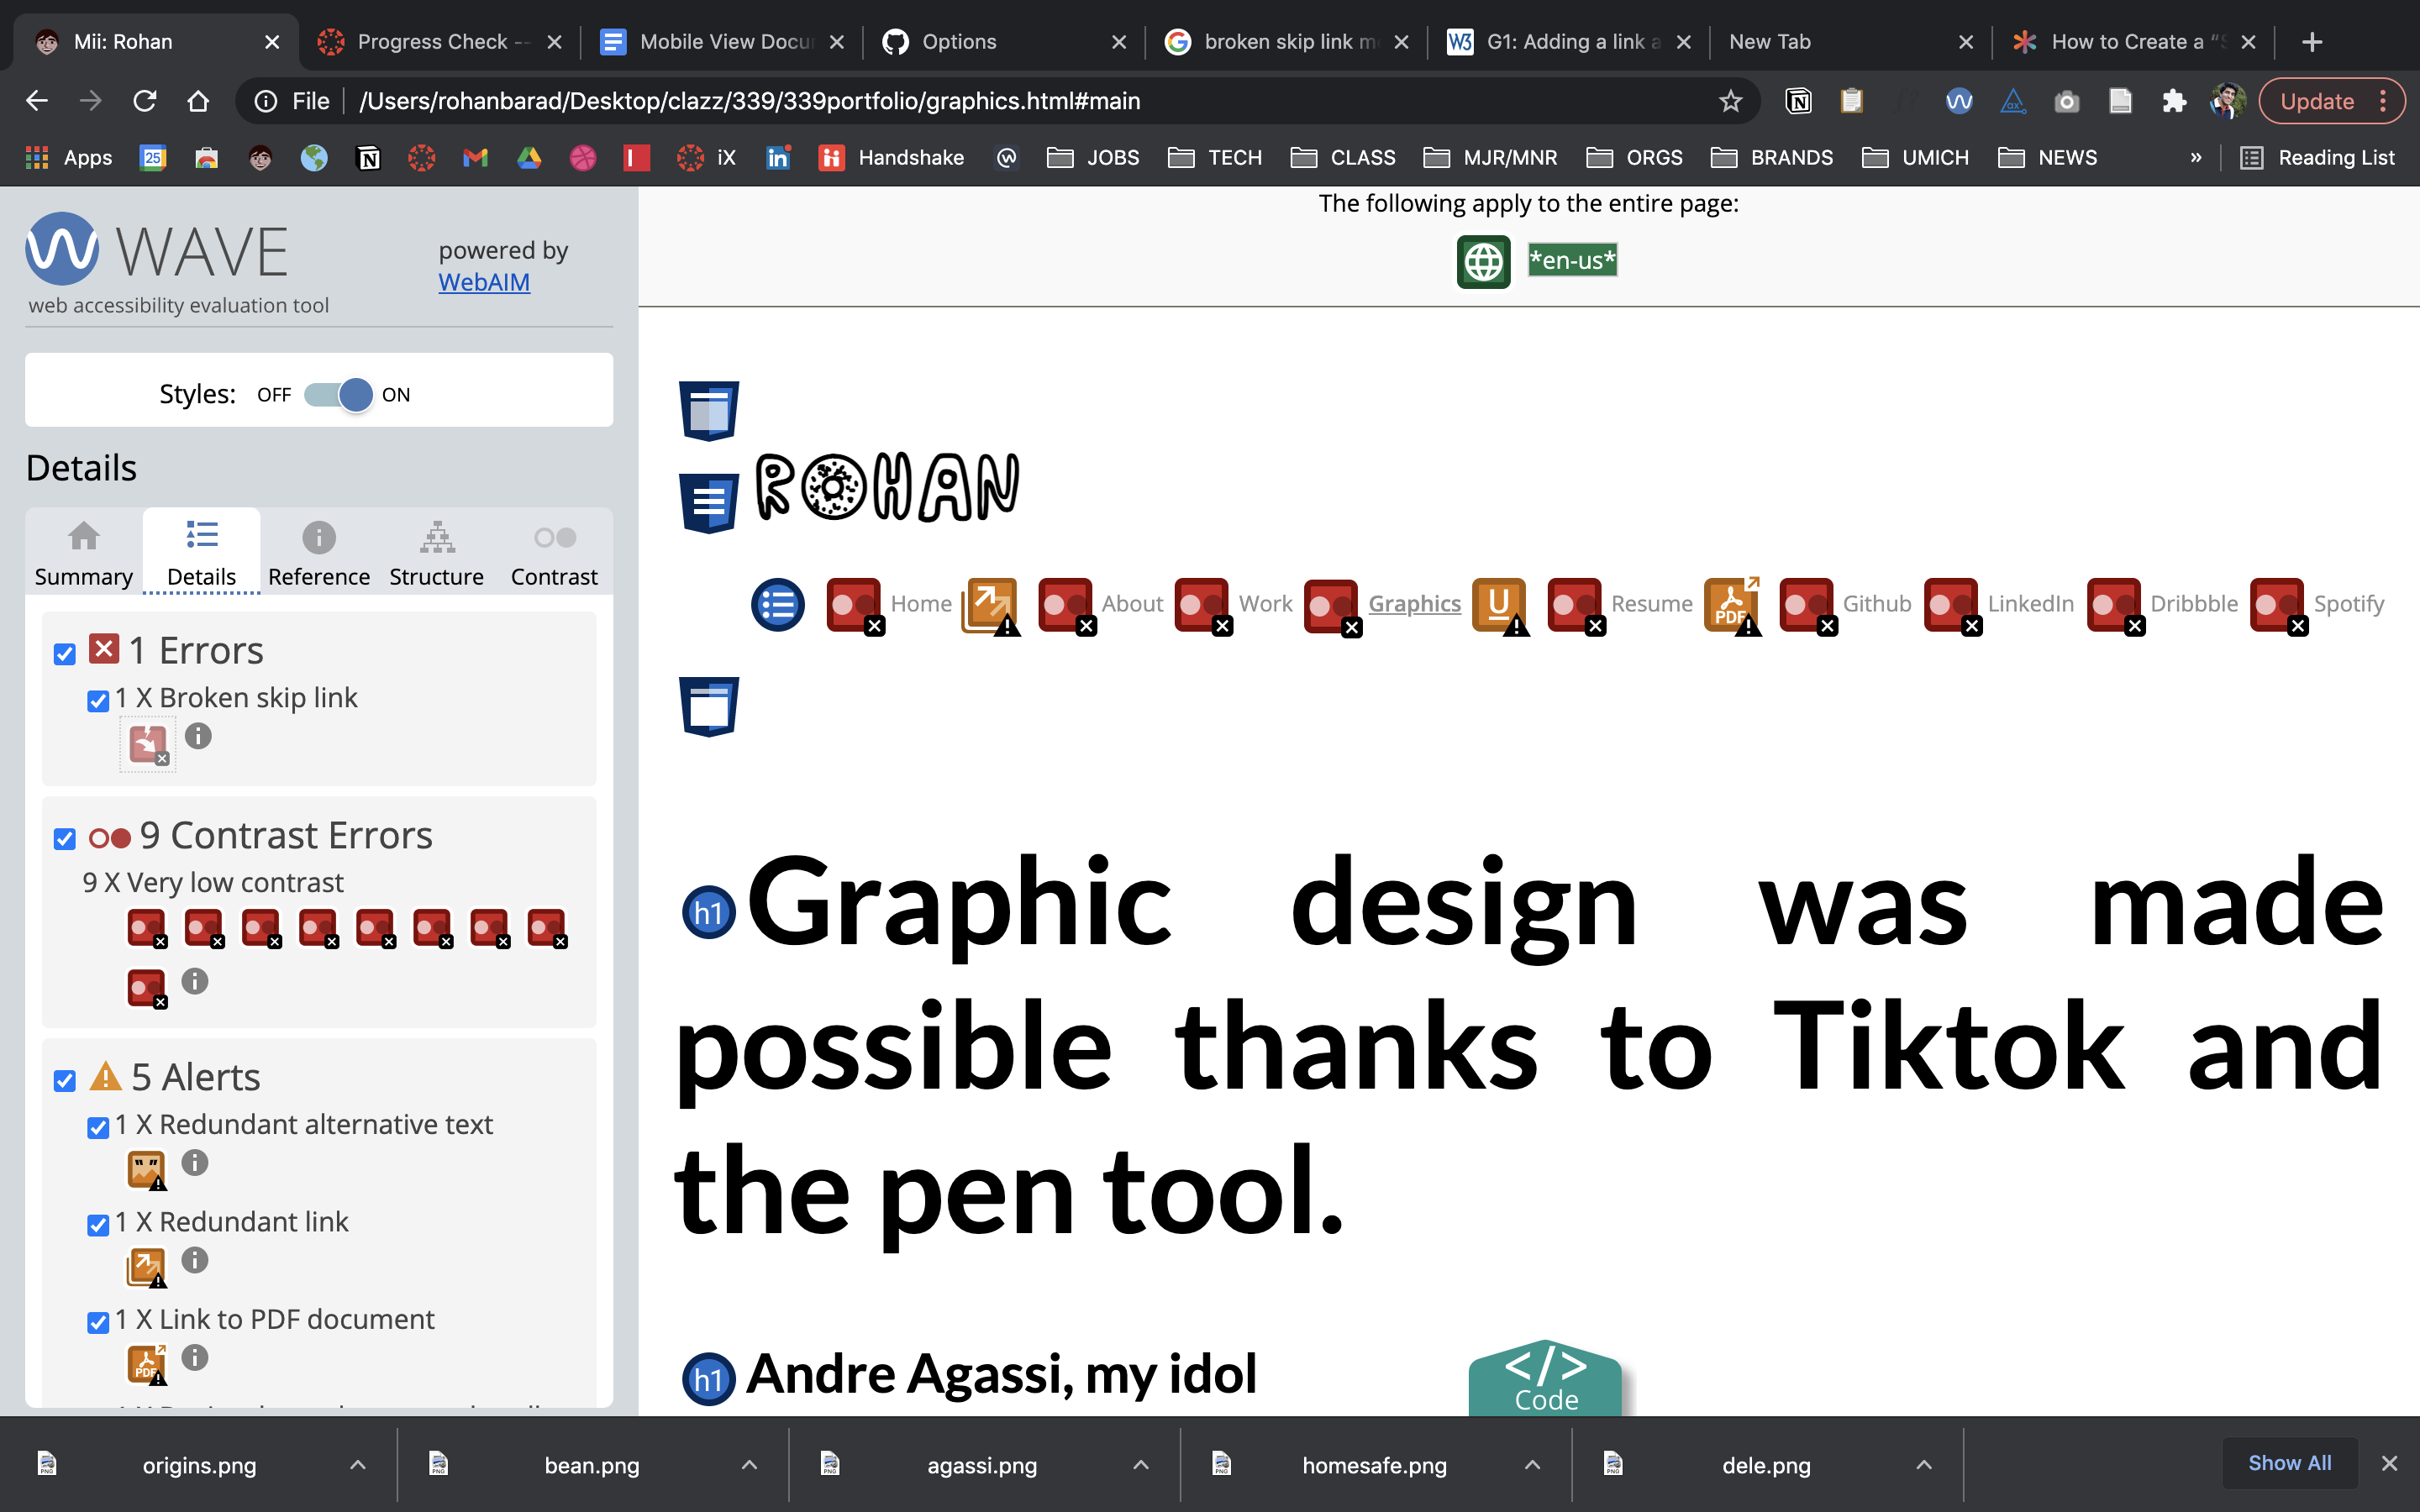 Mii: Rohan
Progress Check --
Mobile View Docu
Options
broken skip link m
W3 G1: Adding a link a
New Tab
How to Create a "S
File /Users/rohanbarad/Desktop/clazz/339/339portfolio/graphics.html#main
Update
Apps
25
iX
Handshake
JOBS
TECH
CLASS
MJR/MNR
ORGS
BRANDS
UMICH
NEWS
»
Reading List
WAVE
web accessibility evaluation tool
powered by
WebAIM
Styles: OFF ON
Details
Summary
Details
Reference
Structure
Contrast
1 Errors
1 X Broken skip link
9 Contrast Errors
9 X Very low contrast
5 Alerts
1 X Redundant alternative text
1 X Redundant link
1 X Link to PDF document
PDF
The following apply to the entire page:
*en-us*
ROHAN
Home
About
Work
Graphics
U
Resume
PDF
Github
LinkedIn
Dribbble
Spotify
h1 Graphic design was made
possible thanks to Tiktok and
the pen tool.
h1 Andre Agassi, my idol
</>
Code
origins.png
bean.png
agassi.png
homesafe.png
dele.png
Show All